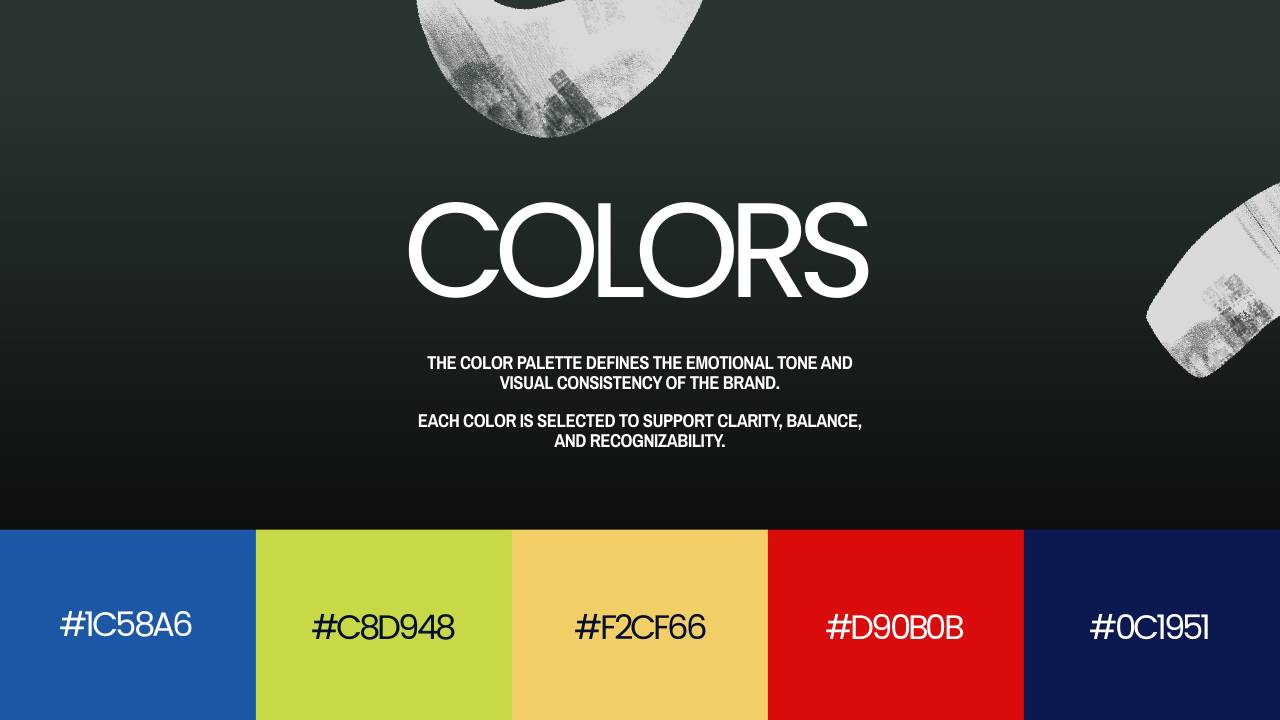 COLORS
THE COLOR PALETTE DEFINES THE EMOTIONAL TONE AND
VISUAL CONSISTENCY OF THE BRAND.
EACH COLOR IS SELECTED TO SUPPORT CLARITY, BALANCE,
AND RECOGNIZABILITY.
#1C58A6
#C8D948
#F2CF66
#D90B0B
#0C1951